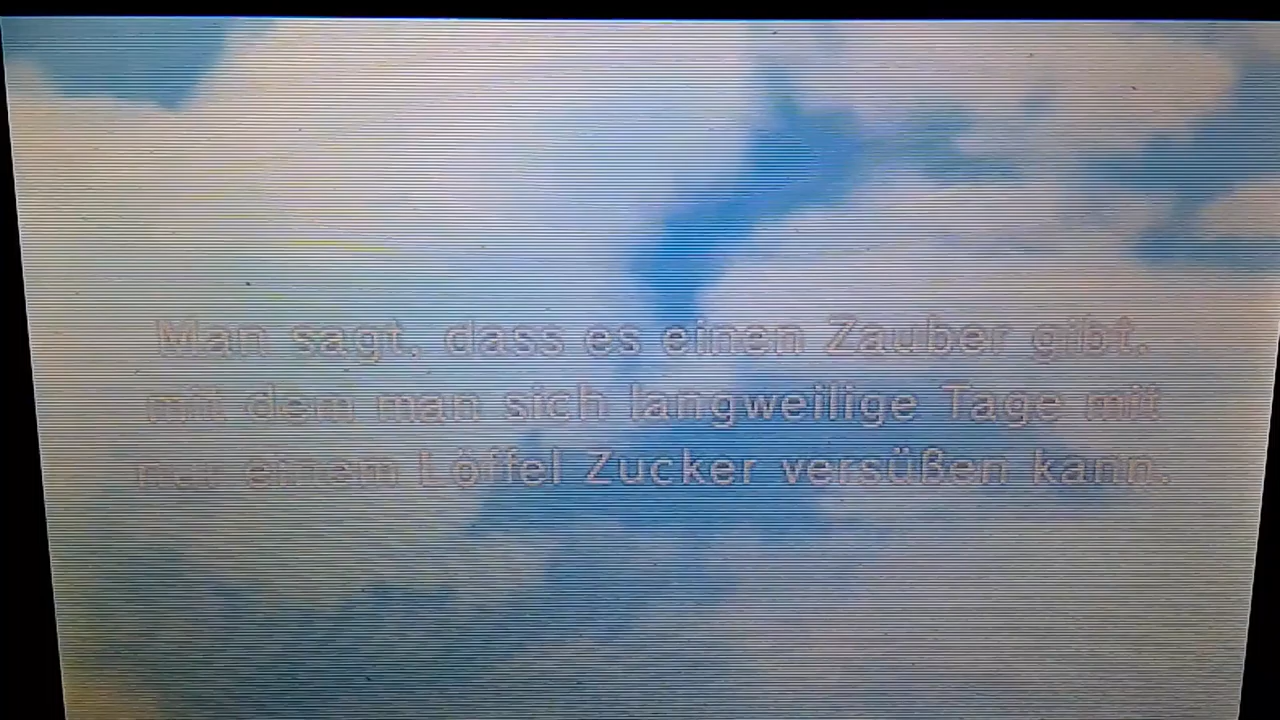 Man sagt, dass es einen Zauber gibt,
mit dem man sich langweilige Tage mit
nur einem Löffel Zucker versüßen kann.